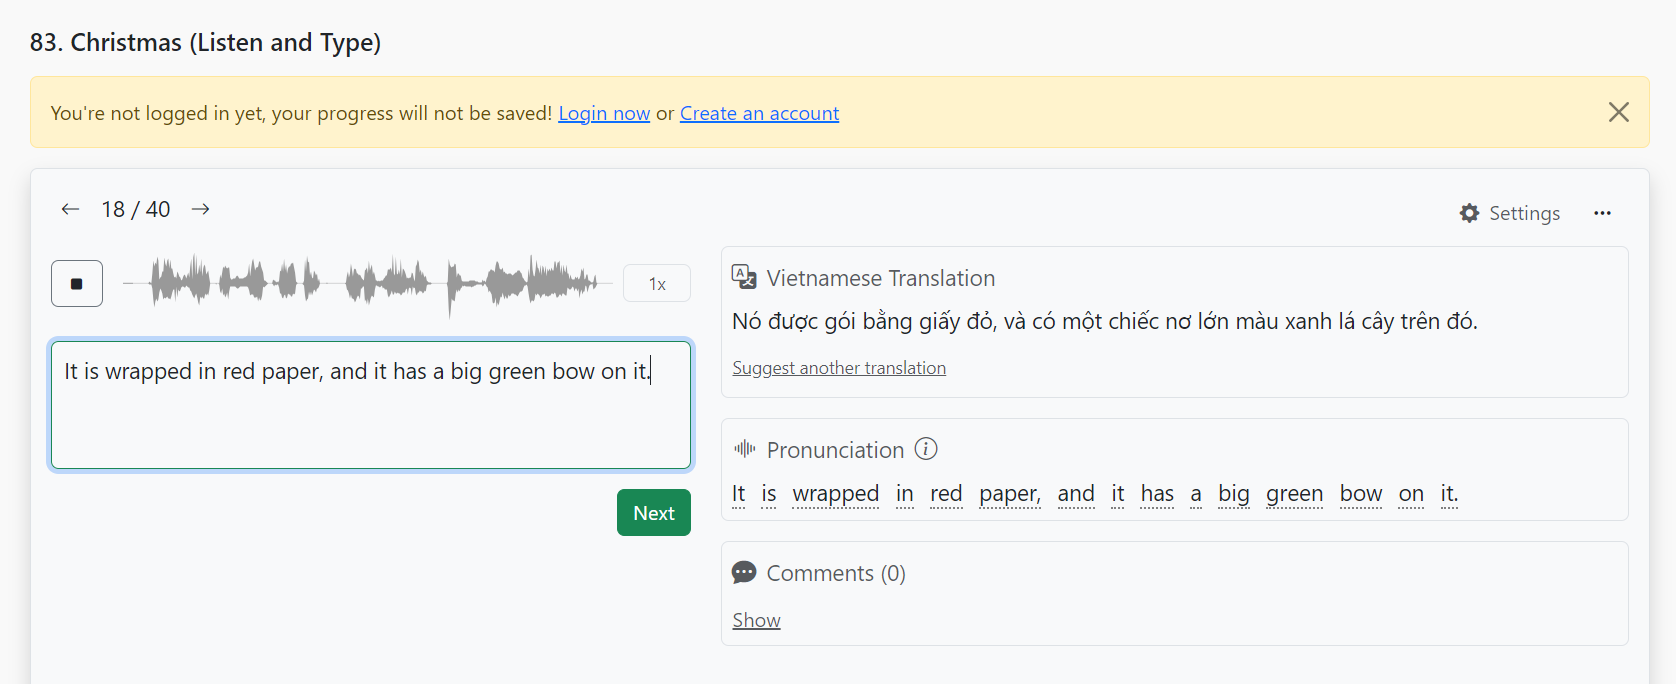 83. Christmas (Listen and Type)
You're not logged in yet, your progress will not be saved! Login now or Create an account
← 18 / 40 →
Settings
1x
It is wrapped in red paper, and it has a big green bow on it.
Next
Vietnamese Translation
Nó được gói bằng giấy đỏ, và có một chiếc nơ lớn màu xanh lá cây trên đó.
Suggest another translation
Pronunciation
It is wrapped in red paper, and it has a big green bow on it.
Comments (0)
Show